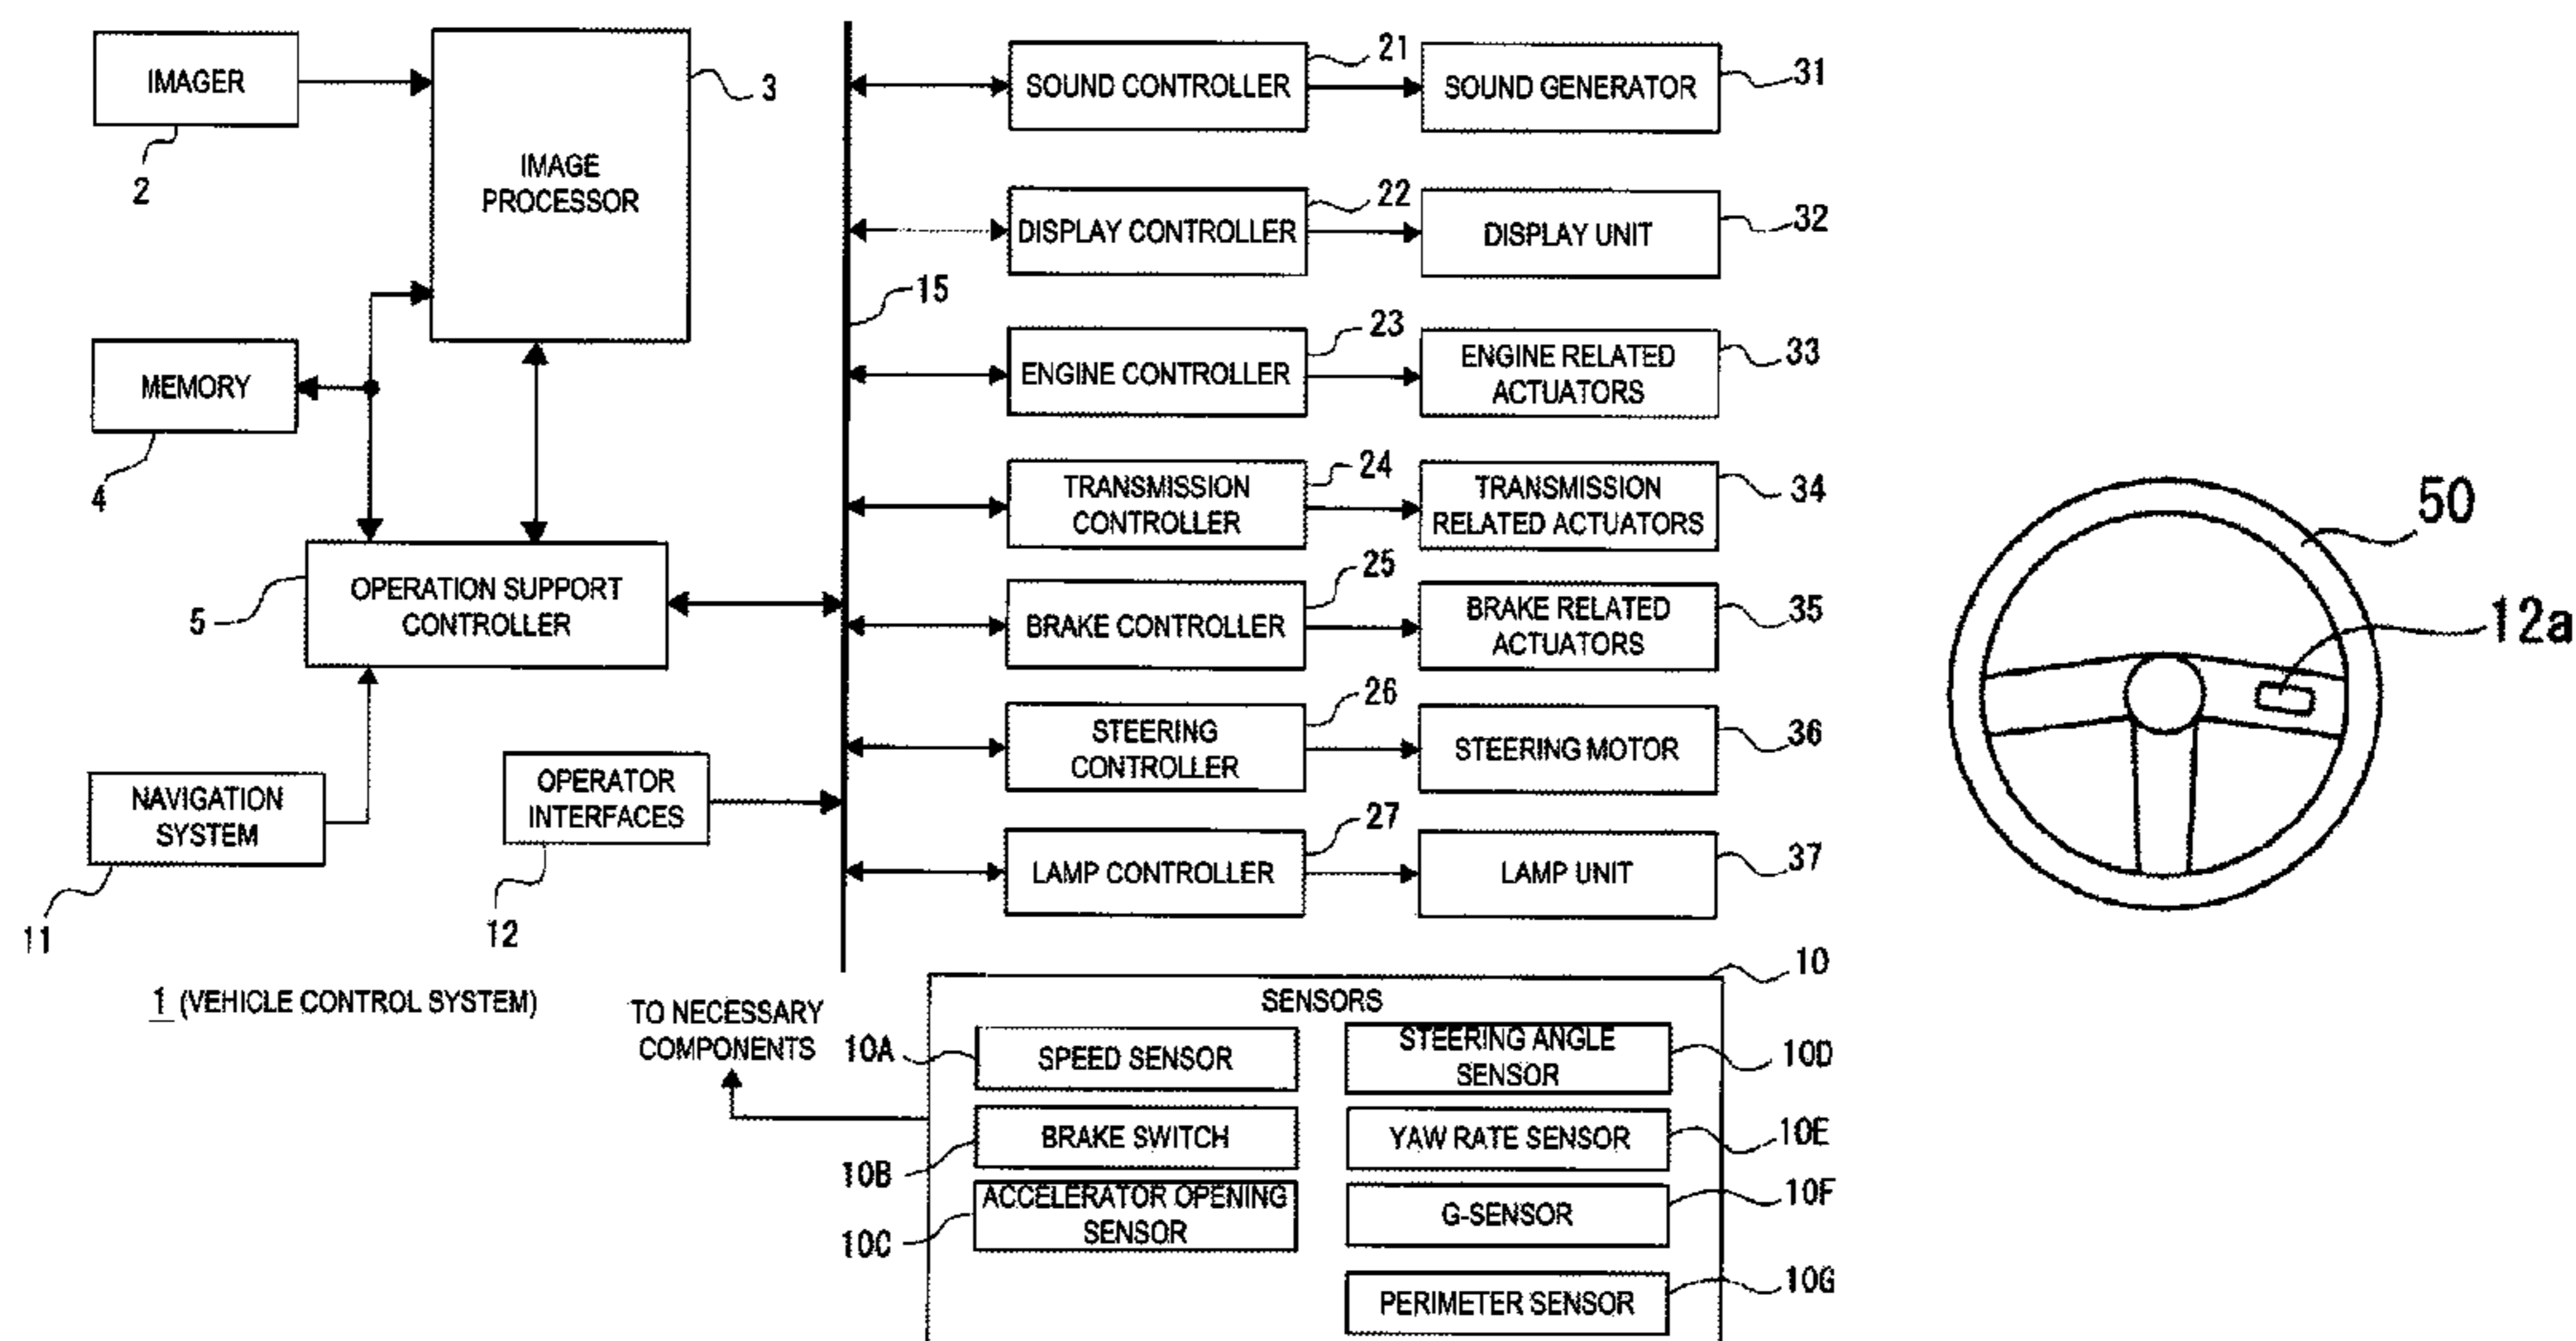 IMAGER
2
IMAGE
PROCESSOR
3
MEMORY
4
OPERATION SUPPORT
CONTROLLER
5
NAVIGATION
SYSTEM
11
OPERATOR
INTERFACES
12
15
1 (VEHICLE CONTROL SYSTEM)
SOUND CONTROLLER
21
SOUND GENERATOR
31
DISPLAY CONTROLLER
22
DISPLAY UNIT
32
ENGINE CONTROLLER
23
ENGINE RELATED
ACTUATORS
33
TRANSMISSION
CONTROLLER
24
TRANSMISSION
RELATED ACTUATORS
34
BRAKE CONTROLLER
25
BRAKE RELATED
ACTUATORS
35
STEERING
CONTROLLER
26
STEERING MOTOR
36
LAMP CONTROLLER
27
LAMP UNIT
37
50
12a
TO NECESSARY
COMPONENTS
10
SENSORS
10A
SPEED SENSOR
STEERING ANGLE
SENSOR
10D
10B
BRAKE SWITCH
YAW RATE SENSOR
10E
10C
ACCELERATOR OPENING
SENSOR
G-SENSOR
10F
PERIMETER SENSOR
10G